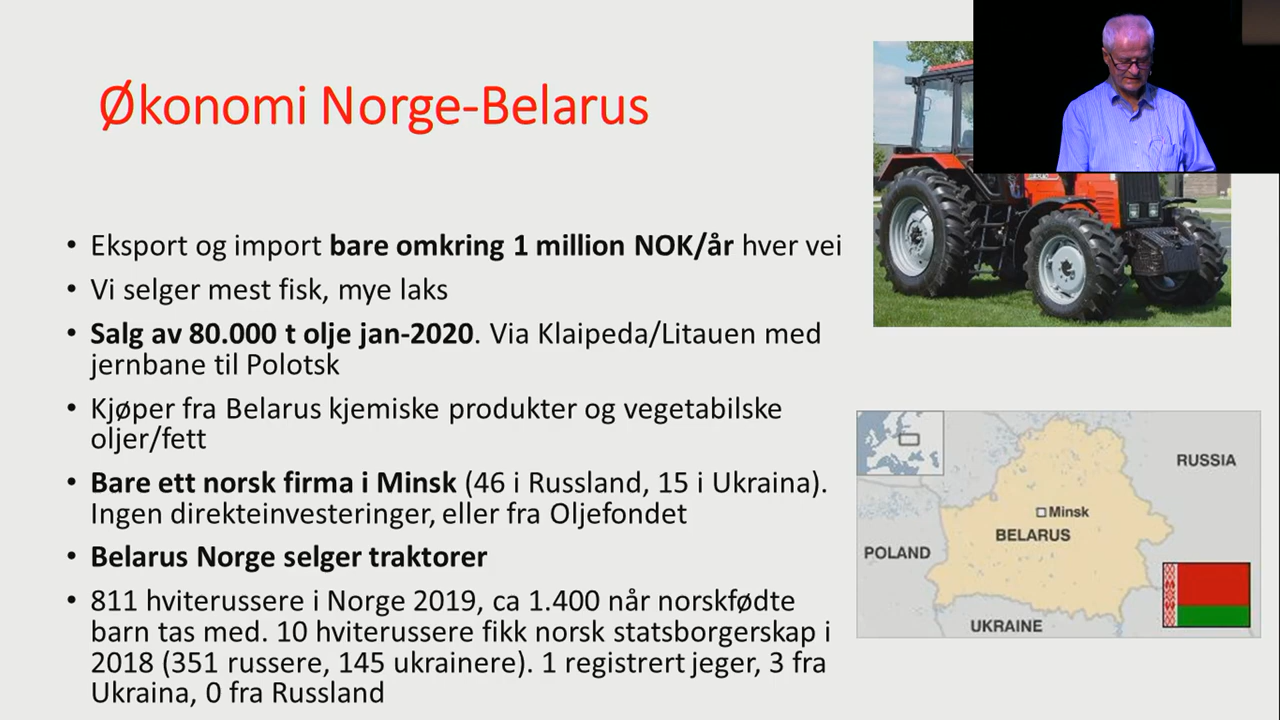 Økonomi Norge-Belarus
• Eksport og import bare omkring 1 million NOK/år hver vei
• Vi selger mest fisk, mye laks
• Salg av 80.000 t olje jan-2020. Via Klaipeda/Litauen med
jernbane til Polotsk
• Kjøper fra Belarus kjemiske produkter og vegetabilske
oljer/fett
• Bare ett norsk firma i Minsk (46 i Russland, 15 i Ukraina).
Ingen direkteinvesteringer, eller fra Oljefondet
• Belarus Norge selger traktorer
• 811 hviterussere i Norge 2019, ca 1.400 når norskfødte
barn tas med. 10 hviterussere fikk norsk statsborgerskap i
2018 (351 russere, 145 ukrainere). 1 registrert jeger, 3 fra
Ukraina, 0 fra Russland
RUSSIA
Minsk
BELARUS
POLAND
UKRAINE